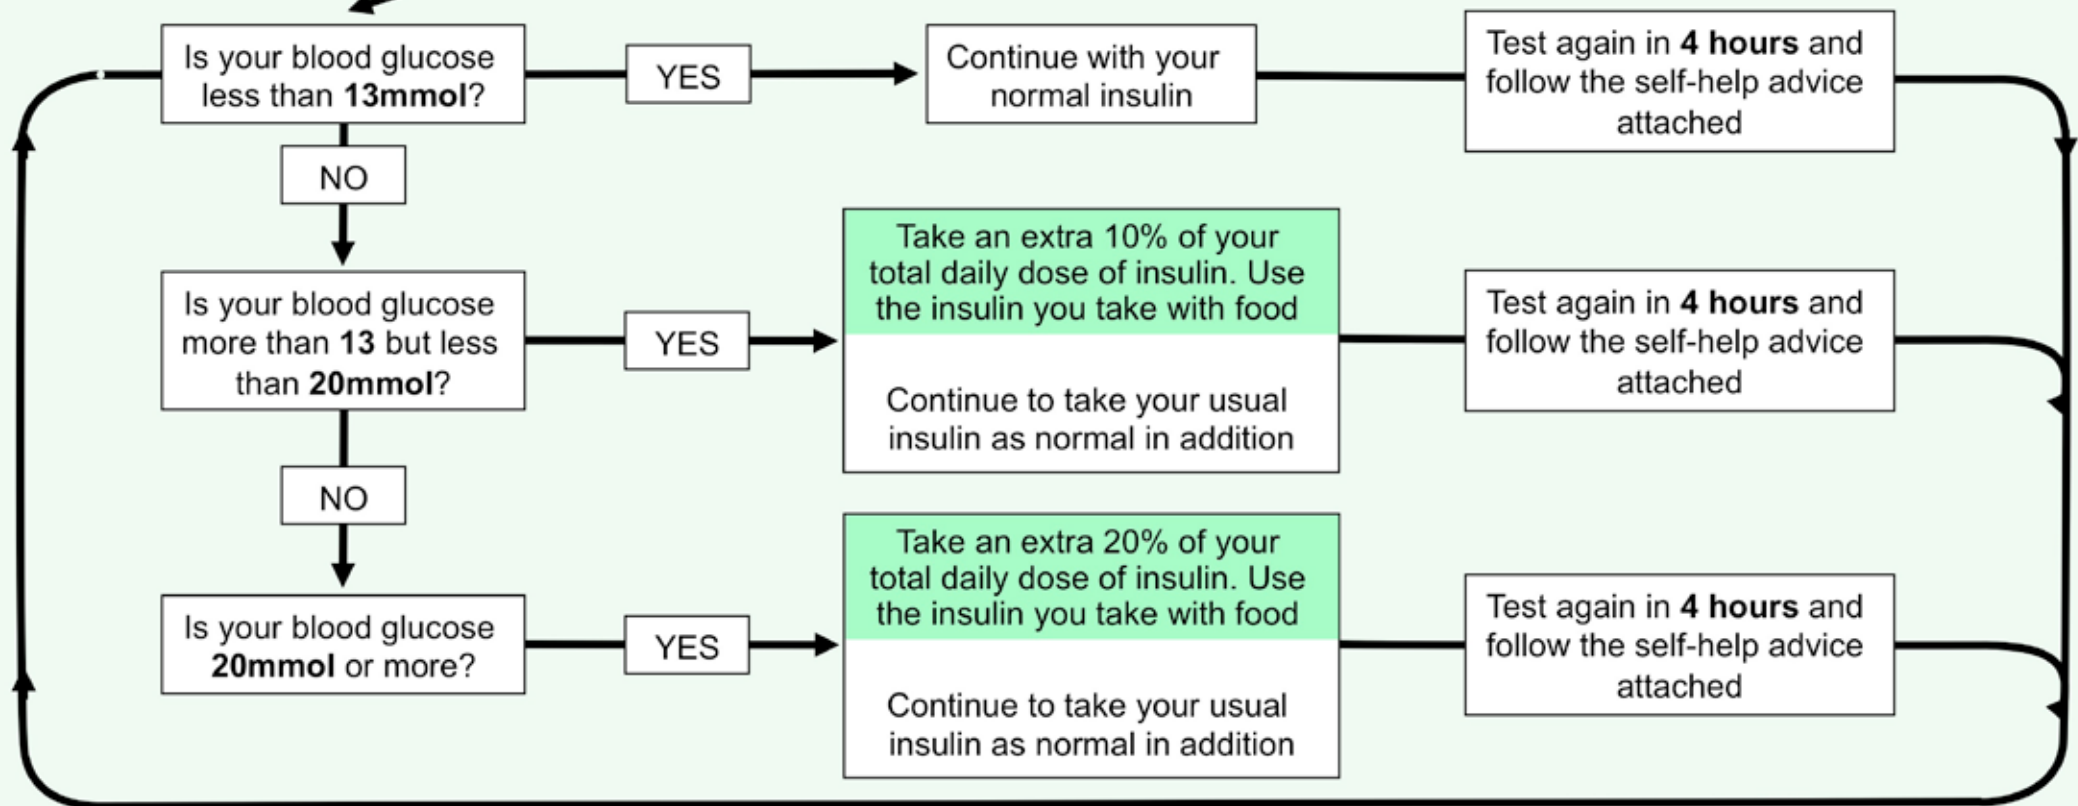 Is your blood glucose
less than 13mmol?
YES
Continue with your
normal insulin
Test again in 4 hours and
follow the self-help advice
attached
NO
Is your blood glucose
more than 13 but less
than 20mmol?
YES
Take an extra 10% of your
total daily dose of insulin. Use
the insulin you take with food
Continue to take your usual
insulin as normal in addition
Test again in 4 hours and
follow the self-help advice
attached
NO
Is your blood glucose
20mmol or more?
YES
Take an extra 20% of your
total daily dose of insulin. Use
the insulin you take with food
Continue to take your usual
insulin as normal in addition
Test again in 4 hours and
follow the self-help advice
attached